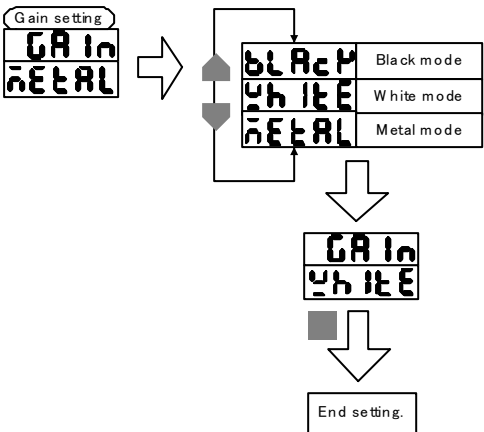 Gain setting
GAIn
METAL
bLAcK
Black mode
WhItE
White mode
METAL
Metal mode
GAIn
WhItE
End setting.